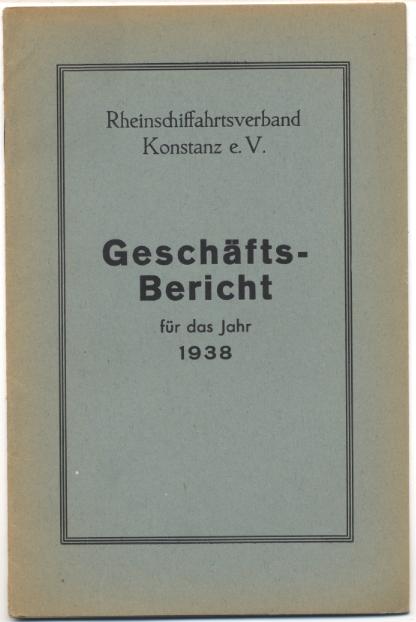 Rheinschiffahrtsverband
Konstanz e. V.
Geschäfts-
Bericht
für das Jahr
1938